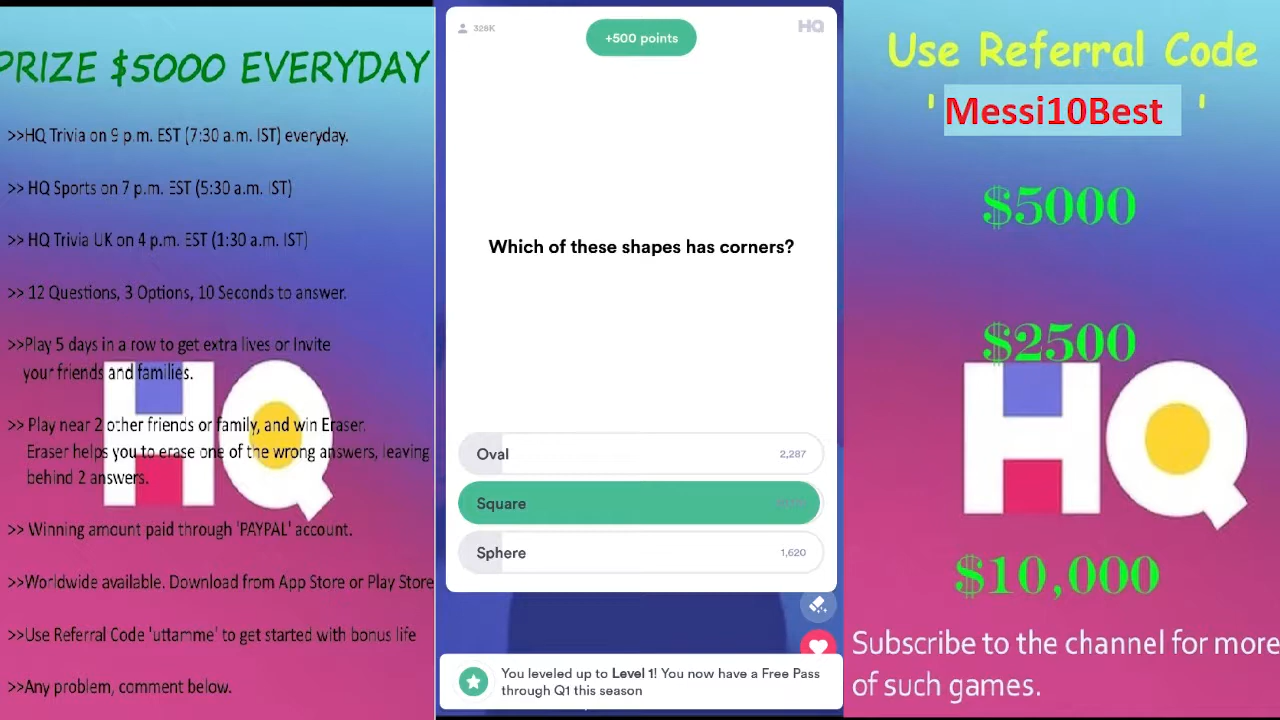 PRIZE $5000 EVERYDAY
>>HQ Trivia on 9 p.m. EST (7:30 a.m. IST) everyday.
>> HQ Sports on 7 p.m. EST (5:30 a.m. IST)
>> HQ Trivia UK on 4 p.m. EST (1:30 a.m. IST)
>> 12 Questions, 3 Options, 10 Seconds to answer.
>>Play 5 days in a row to get extra lives or Invite
your friends and families.
>> Play near 2 other friends or family, and win Eraser.
Eraser helps you to erase one of the wrong answers, leaving
behind 2 answers.
>> Winning amount paid through 'PAYPAL' account.
>>Worldwide available. Download from App Store or Play Store
>>Use Referral Code 'uttamme' to get started with bonus life
>>Any problem, comment below.
HQ
328K
+500 points
HQ
Which of these shapes has corners?
Oval 2,287
Square
Sphere 1,620
You leveled up to Level 1! You now have a Free Pass
through Q1 this season
Use Referral Code
' Messi10Best '
$5000
$2500
HQ
$10,000
Subscribe to the channel for more
of such games.